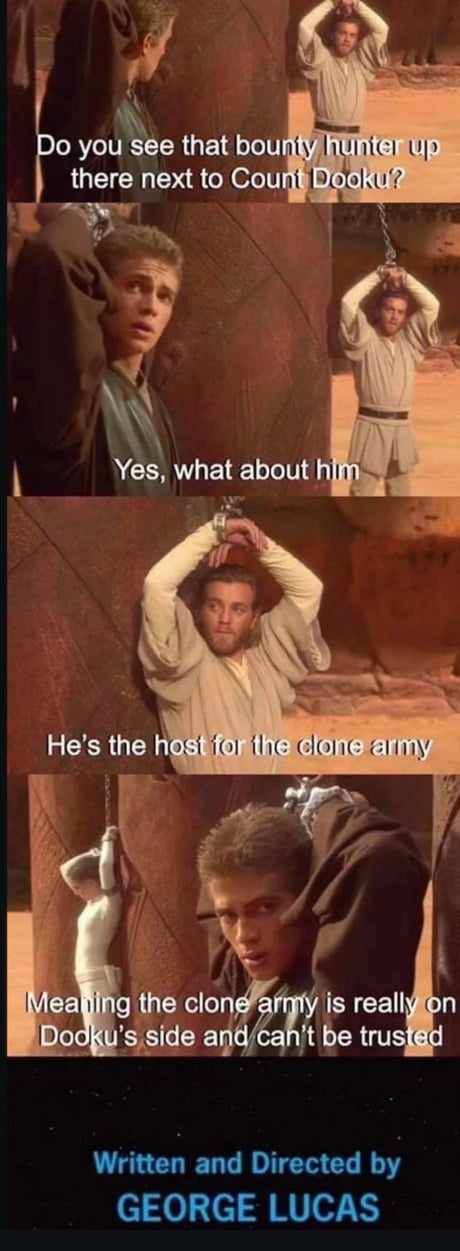 Do you see that bounty hunter up
there next to Count Dooku?
Yes, what about him
He's the host for the clone army
Meaning the clone army is really on
Dooku's side and can't be trusted
Written and Directed by
GEORGE LUCAS